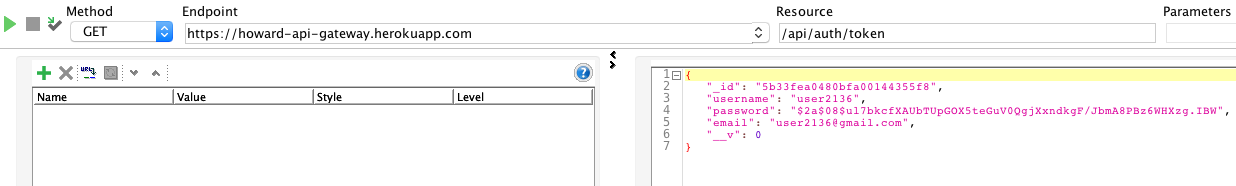 Method Endpoint Resource Parameters
GET https://howard-api-gateway.herokuapp.com /api/auth/token
Name Value Style Level
1 {
2 "_id": "5b33fea0480bfa00144355f8",
3 "username": "user2136",
4 "password": "$2a$08$ul7bkcfXAUbTUpGOX5teGuV0QgjXxndkgF/JbmA8PBz6WHXzg.IBW",
5 "email": "user2136@gmail.com",
6 "__v": 0
7 }